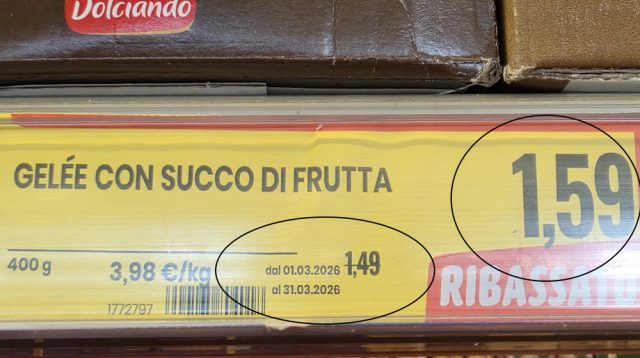 Dolciando
GELÉE CON SUCCO DI FRUTTA
1,59
400 g
3,98 €/kg
dal 01.03.2026 1,49
al 31.03.2026
1772797
RIBASSATO